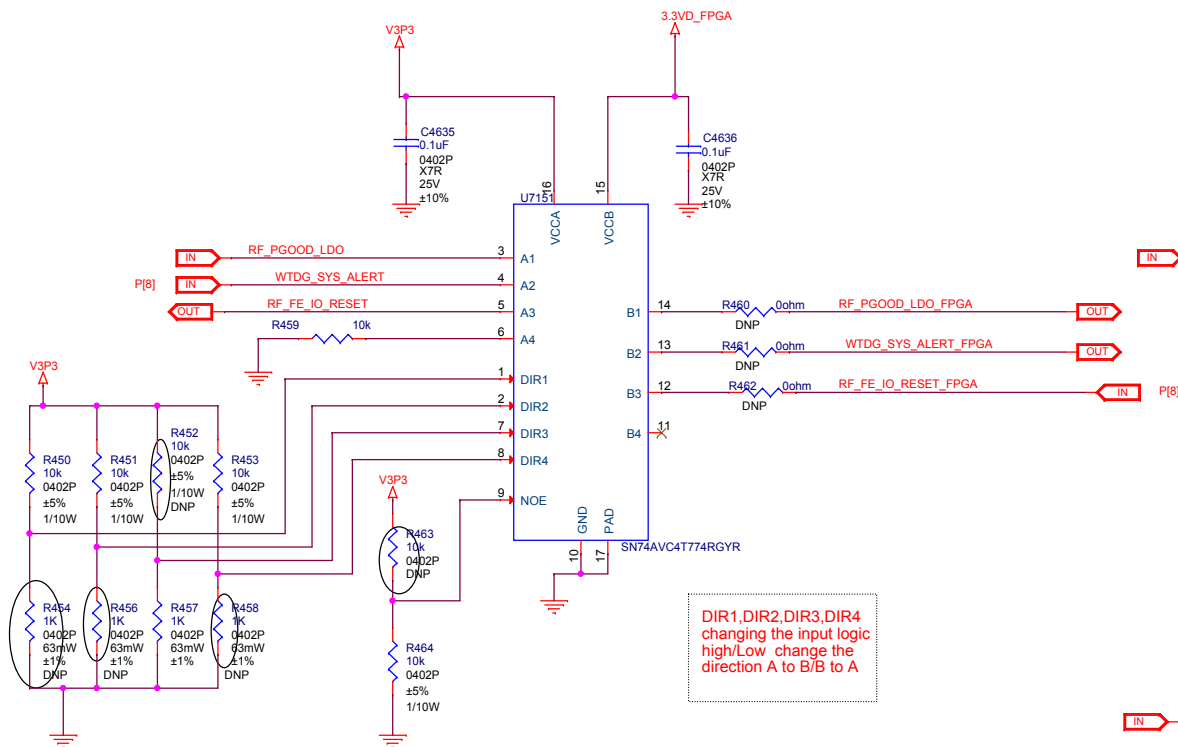 V3P3
3.3VD_FPGA
C4635
0.1uF
0402P
X7R
25V
±10%
C4636
0.1uF
0402P
X7R
25V
±10%
16
15
U7151
VCCA
VCCB
IN
RF_PGOOD_LDO
3
A1
IN
P[8]
IN
WTDG_SYS_ALERT
4
A2
OUT
RF_FE_IO_RESET
5
A3
R459
10k
6
A4
B1
14
R460
0ohm
DNP
RF_PGOOD_LDO_FPGA
OUT
B2
13
R461
0ohm
DNP
WTDG_SYS_ALERT_FPGA
OUT
B3
12
R462
0ohm
DNP
RF_FE_IO_RESET_FPGA
IN
P[8]
B4
11
1
DIR1
2
DIR2
7
DIR3
8
DIR4
9
NOE
GND
PAD
10
17
SN74AVC4T774RGYR
V3P3
R450
10k
0402P
±5%
1/10W
R451
10k
0402P
±5%
1/10W
R452
10k
0402P
±5%
1/10W
DNP
R453
10k
0402P
±5%
1/10W
R454
1K
0402P
63mW
±1%
DNP
R456
1K
0402P
63mW
±1%
DNP
R457
1K
0402P
63mW
±1%
R458
1K
0402P
63mW
±1%
DNP
V3P3
R463
10k
0402P
DNP
R464
10k
0402P
±5%
1/10W
DIR1,DIR2,DIR3,DIR4
changing the input logic
high/Low change the
direction A to B/B to A
IN